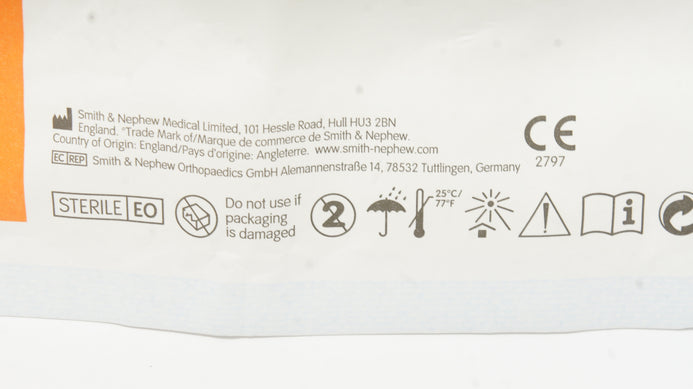 Smith & Nephew Medical Limited, 101 Hessle Road, Hull HU3 2BN
England. *Trade Mark of/Marque de commerce de Smith & Nephew.
Country of Origin: England/Pays d'origine: Angleterre. www.smith-nephew.com
EC REP Smith & Nephew Orthopaedics GmbH Alemannenstraße 14, 78532 Tuttlingen, Germany
CE
2797
STERILE EO
Do not use if
packaging
is damaged
2
25°C/
77°F
!
i